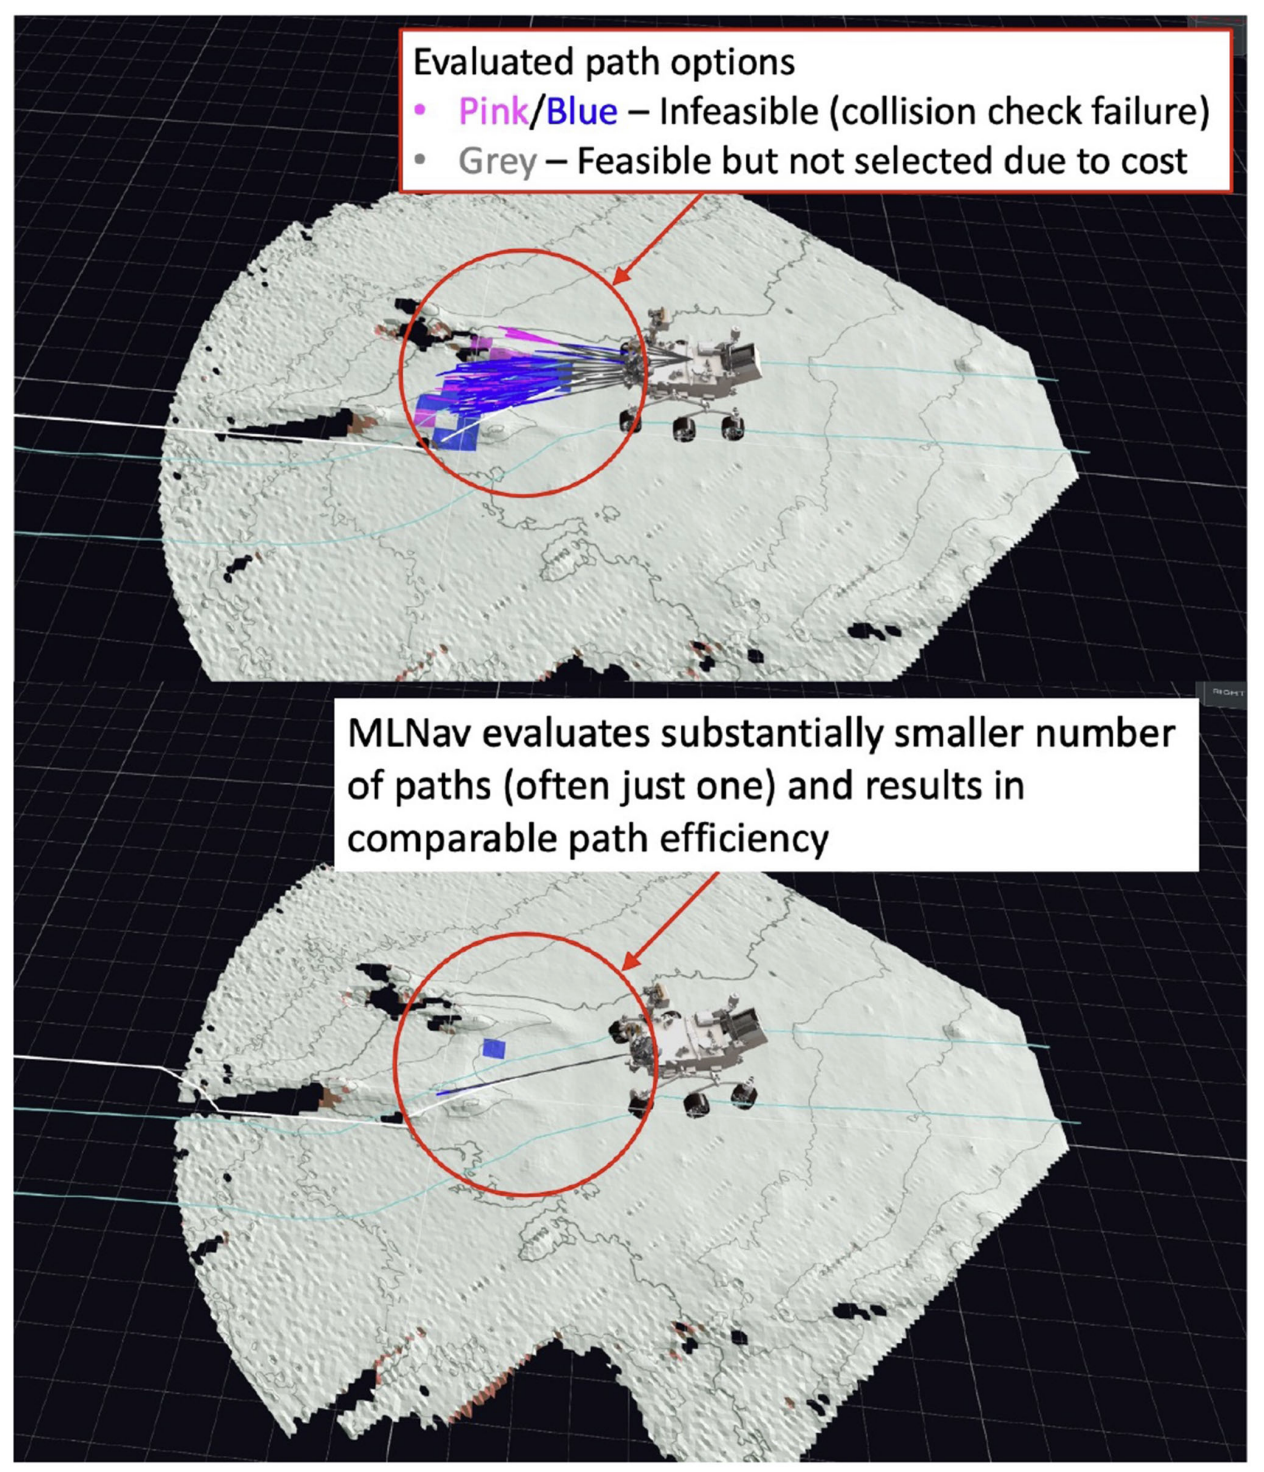 Evaluated path options
• Pink/Blue – Infeasible (collision check failure)
• Grey – Feasible but not selected due to cost
RIGHT
MLNav evaluates substantially smaller number
of paths (often just one) and results in
comparable path efficiency